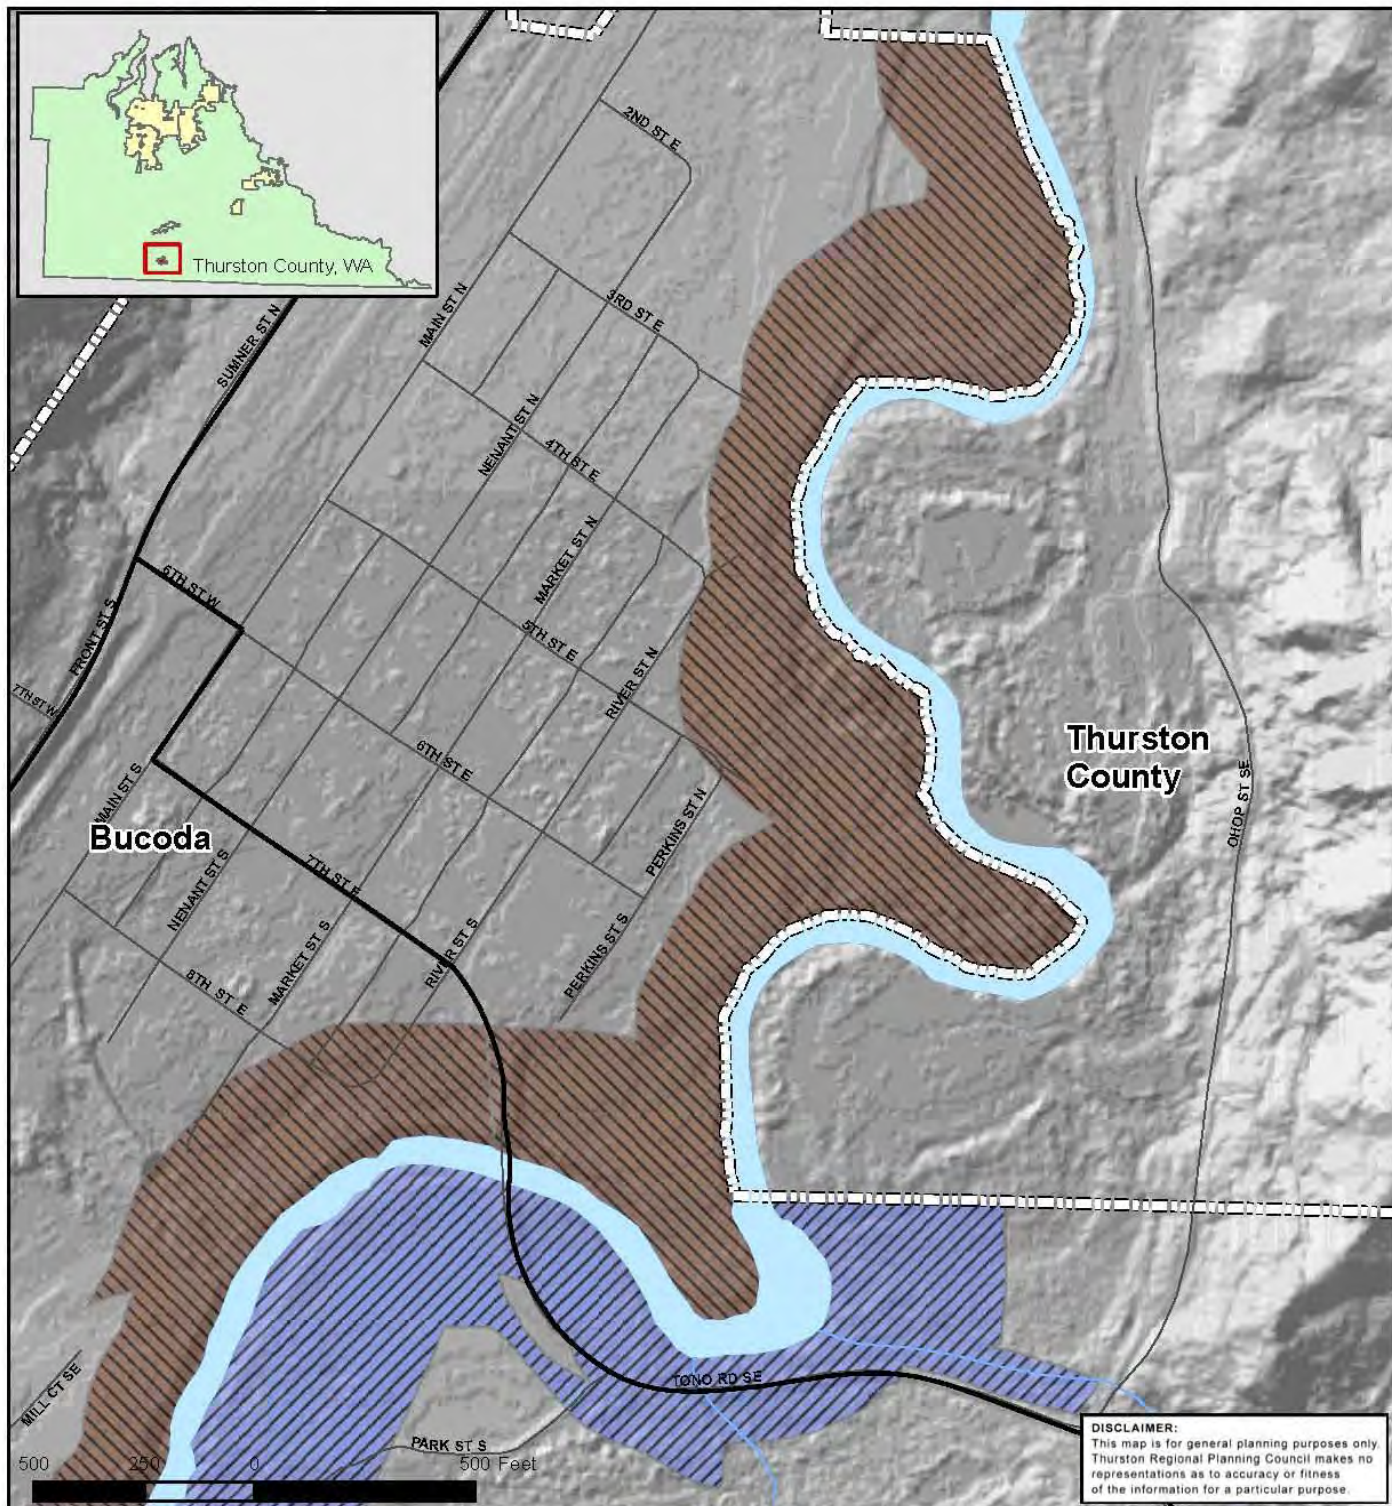 Thurston County, WA
2ND ST E
MAIN ST N
SUMNER ST N
3RD ST E
NENANT ST N
4TH ST E
MARKET ST N
6TH ST W
FRONT ST S
7TH ST W
5TH ST E
RIVER ST N
6TH ST E
PERKINS ST N
Thurston
County
OHOP ST SE
MAIN ST S
Bucoda
NENANT ST S
7TH ST E
MARKET ST S
RIVER ST S
PERKINS ST S
8TH ST E
TONO RD SE
MILL CT SE
PARK ST S
500 250 0 500 Feet
DISCLAIMER:
This map is for general planning purposes only.
Thurston Regional Planning Council makes no
representations as to accuracy or fitness
of the information for a particular purpose.